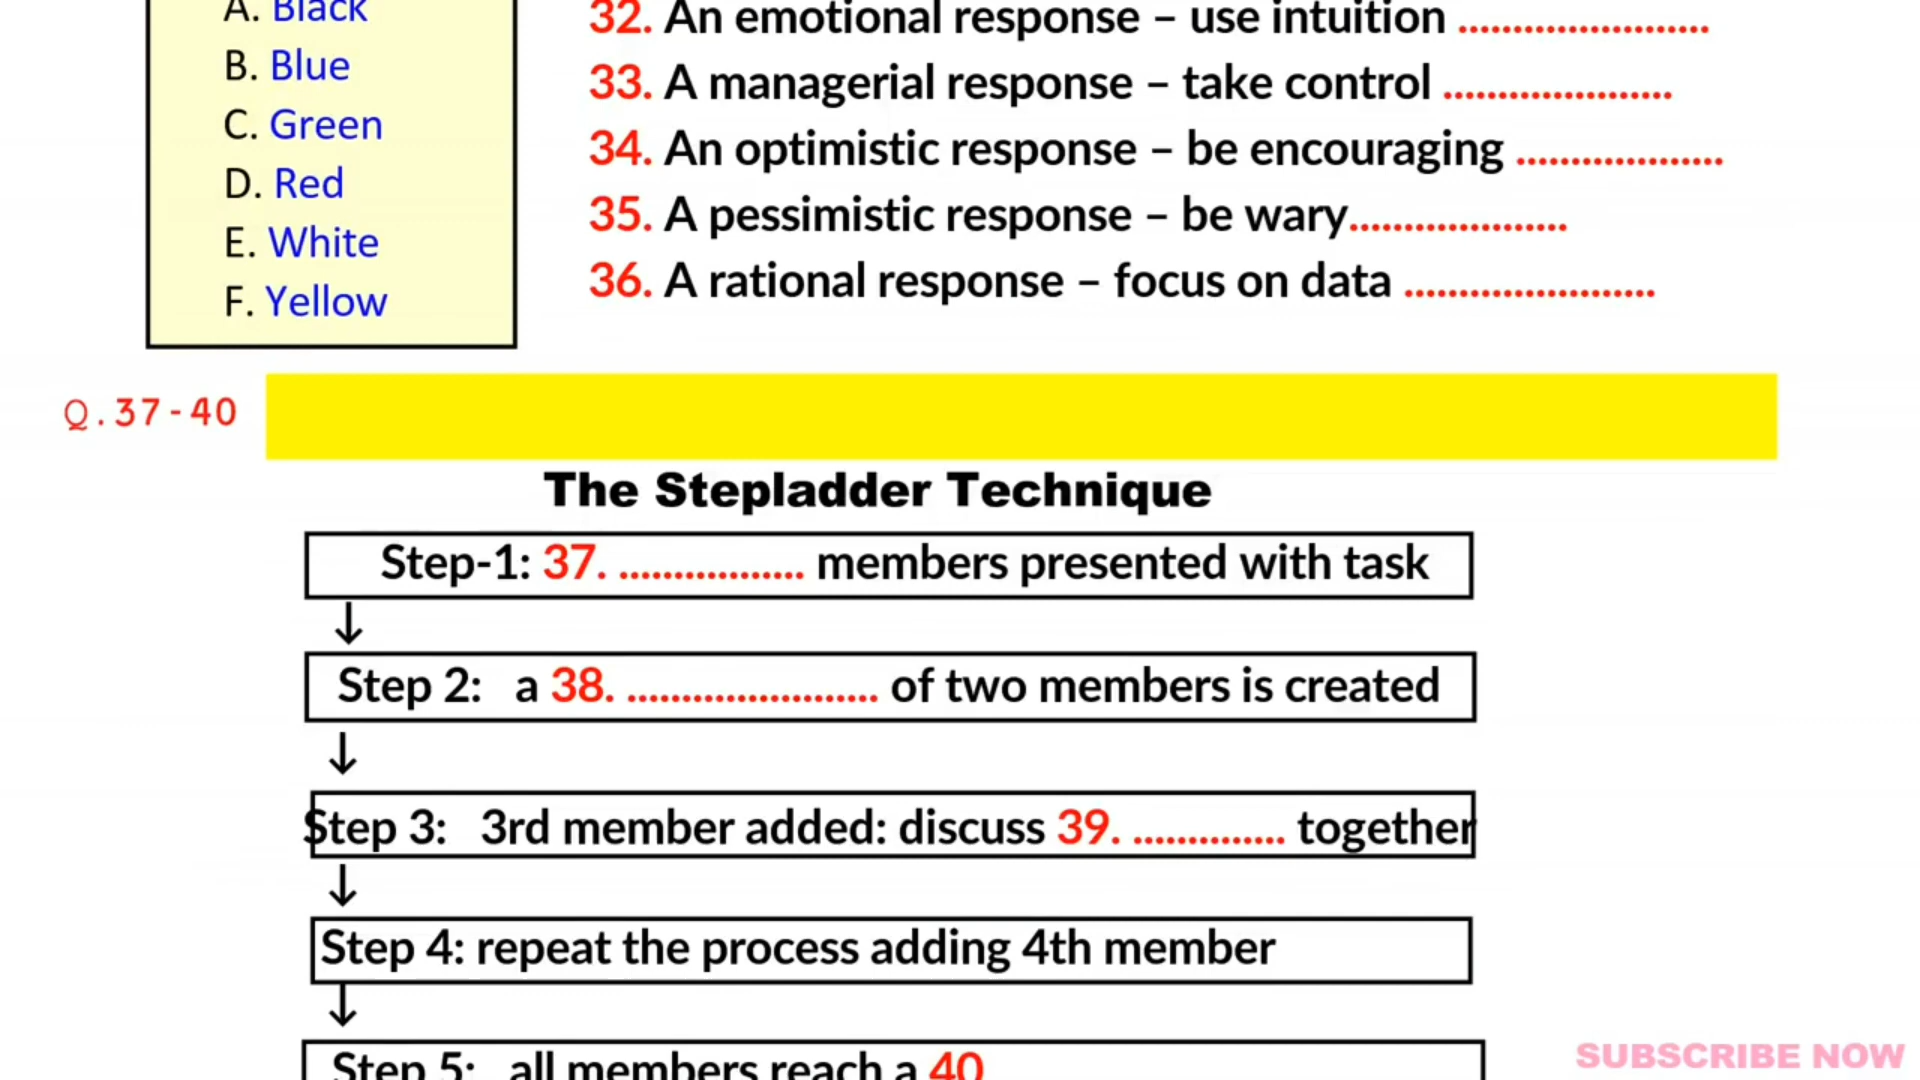 A. Black
B. Blue
C. Green
D. Red
E. White
F. Yellow
32. An emotional response – use intuition .......................
33. A managerial response – take control .....................
34. An optimistic response – be encouraging ...................
35. A pessimistic response – be wary....................
36. A rational response – focus on data .......................
Q.37-40
The Stepladder Technique
Step-1: 37. ................. members presented with task
Step 2: a 38. ....................... of two members is created
Step 3: 3rd member added: discuss 39. .............. together
Step 4: repeat the process adding 4th member
Step 5: all members reach a 40
SUBSCRIBE NOW